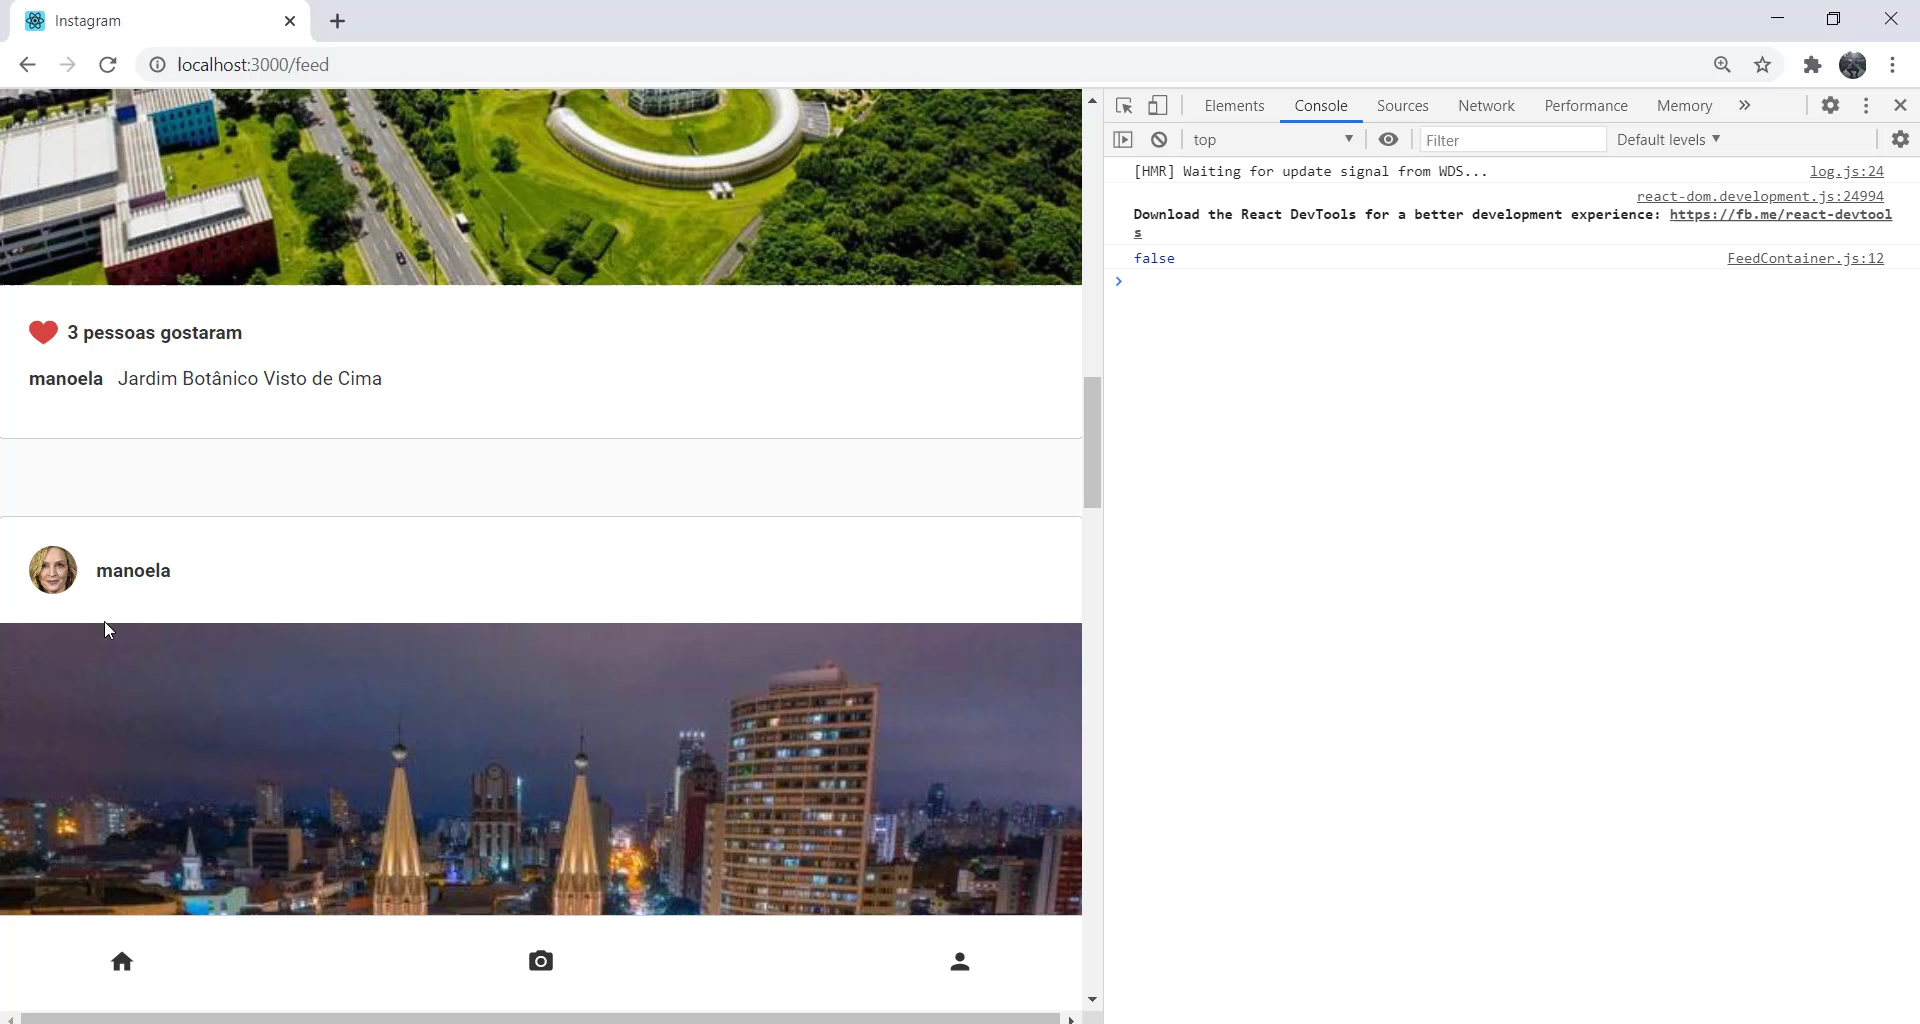 Instagram
localhost:3000/feed
3 pessoas gostaram
manoela Jardim Botânico Visto de Cima
manoela
Elements Console Sources Network Performance Memory »
top Filter Default levels
[HMR] Waiting for update signal from WDS... log.js:24
react-dom.development.js:24994
Download the React DevTools for a better development experience: https://fb.me/react-devtool
s
false FeedContainer.js:12